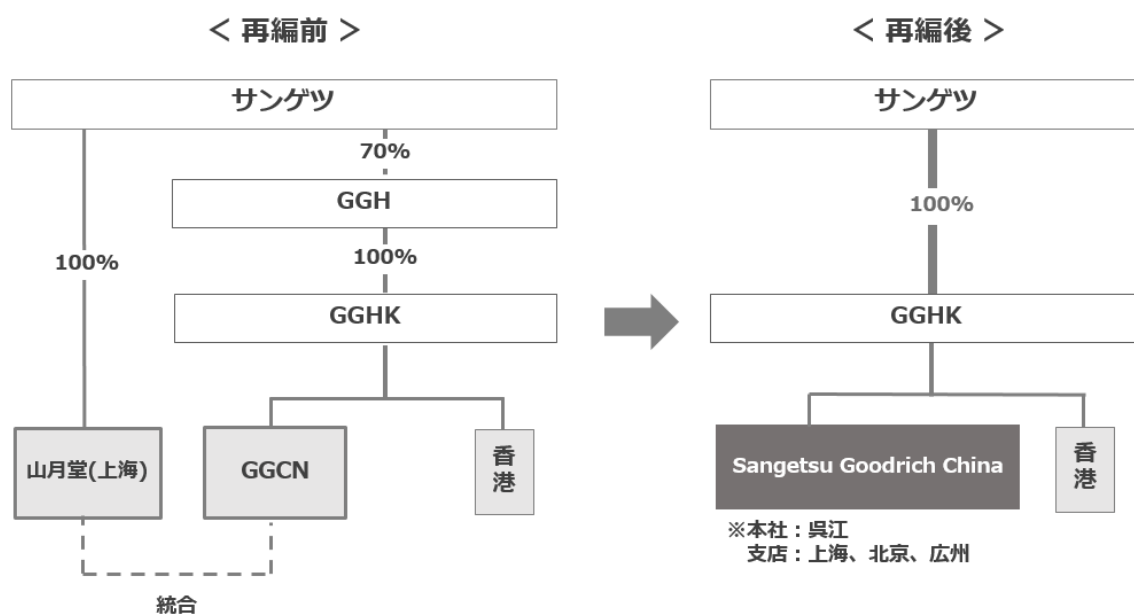 ＜ 再編前 ＞
サンゲツ
70%
GGH
100%
100%
GGHK
山月堂(上海)
GGCN
香
港
統合
＜ 再編後 ＞
サンゲツ
100%
GGHK
Sangetsu Goodrich China
香
港
※本社：呉江
支店：上海、北京、広州